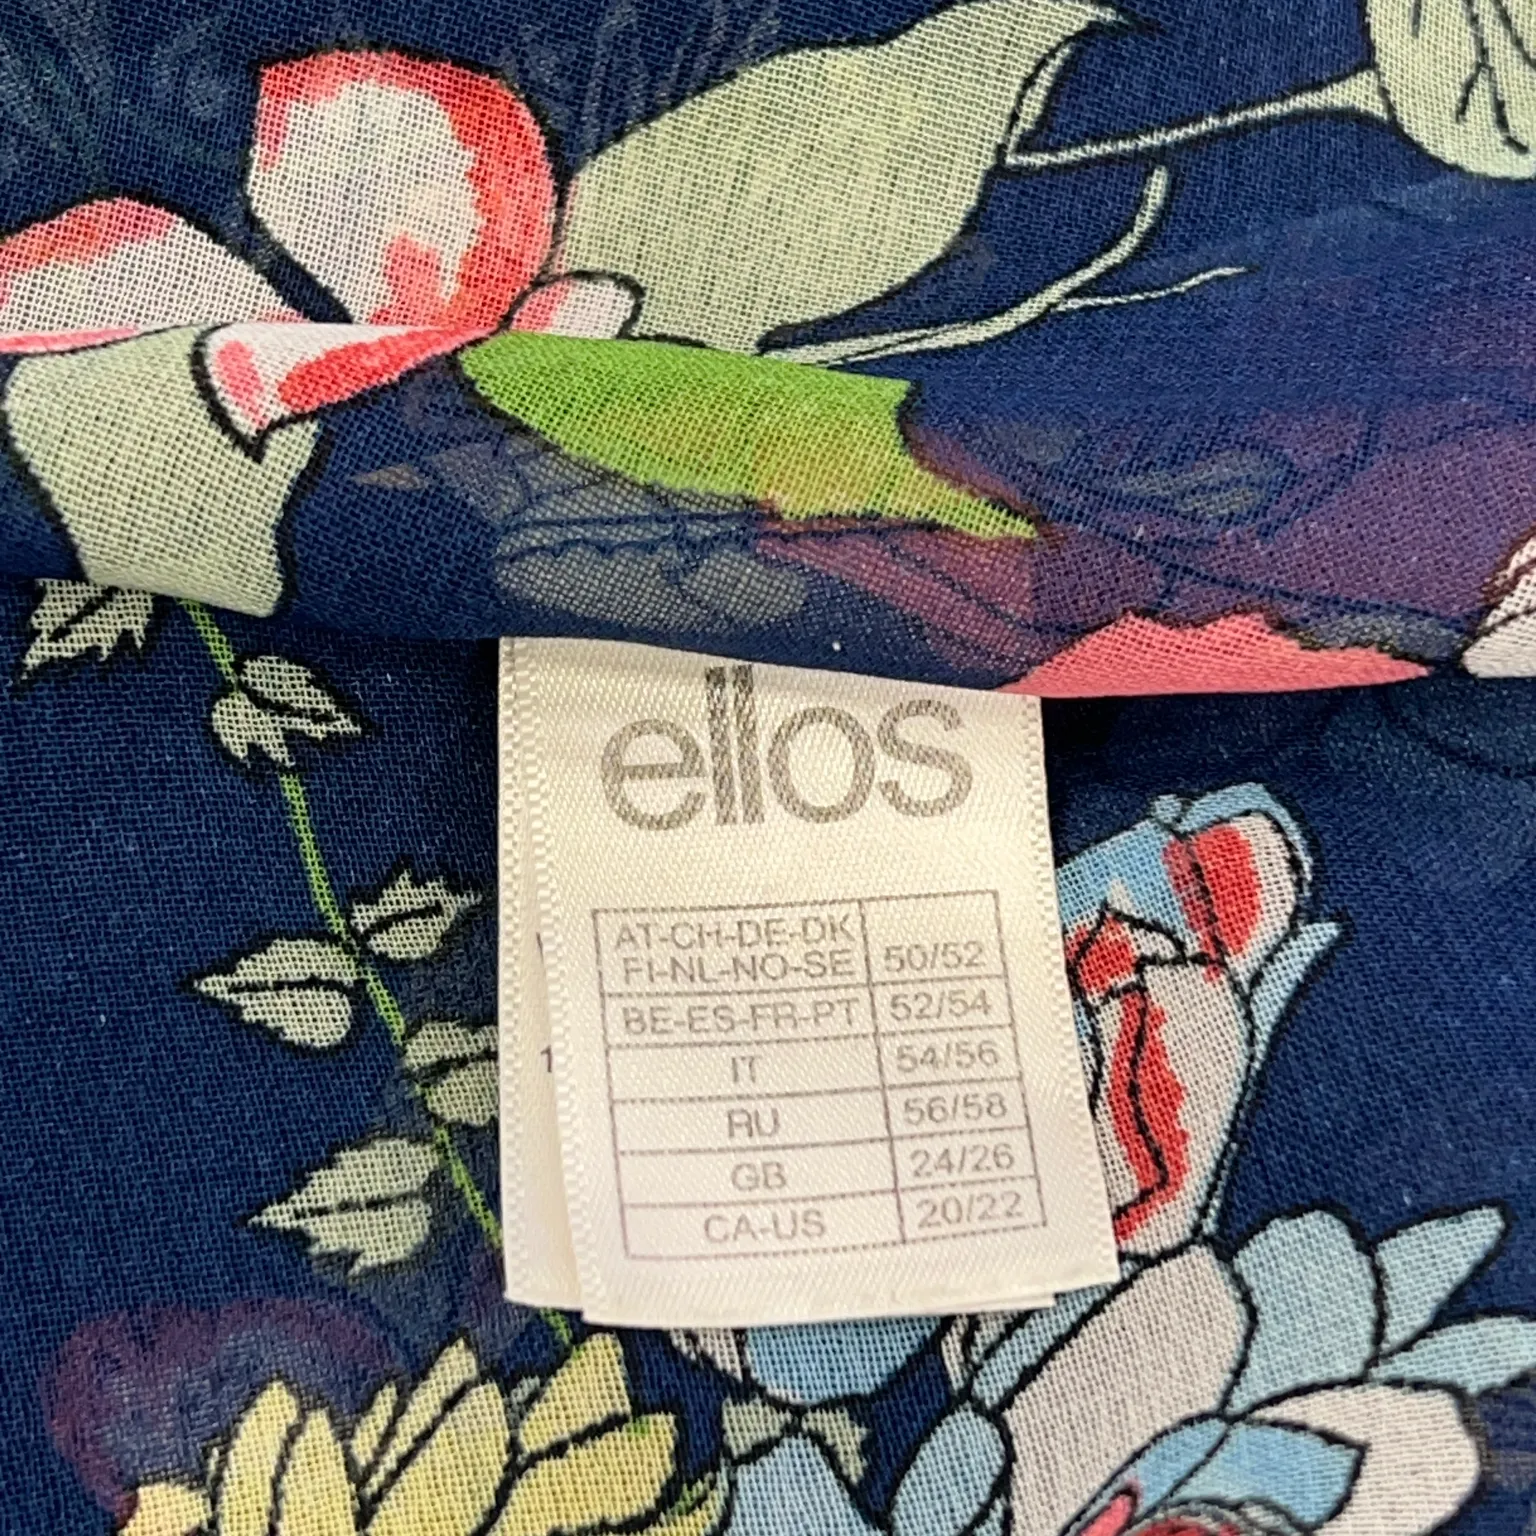 ellos
AT-CH-DE-DK
FI-NL-NO-SE 50/52
BE-ES-FR-PT 52/54
IT 54/56
RU 56/58
GB 24/26
CA-US 20/22